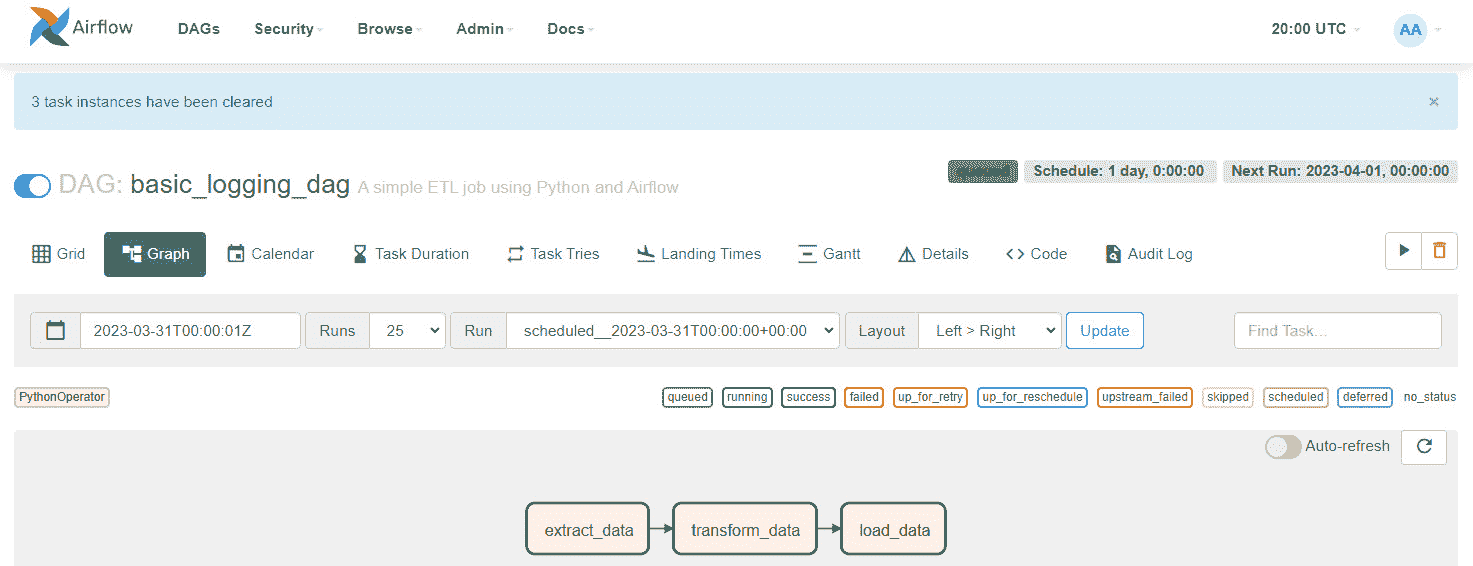 Airflow DAGs Security Browse Admin Docs 20:00 UTC AA
3 task instances have been cleared ×
DAG: basic_logging_dag A simple ETL job using Python and Airflow Schedule: 1 day, 0:00:00 Next Run: 2023-04-01, 00:00:00
Grid Graph Calendar Task Duration Task Tries Landing Times Gantt Details <> Code Audit Log
2023-03-31T00:00:01Z Runs 25 Run scheduled__2023-03-31T00:00:00+00:00 Layout Left > Right Update Find Task...
PythonOperator queued running success failed up_for_retry up_for_reschedule upstream_failed skipped scheduled deferred no_status
Auto-refresh
extract_data transform_data load_data